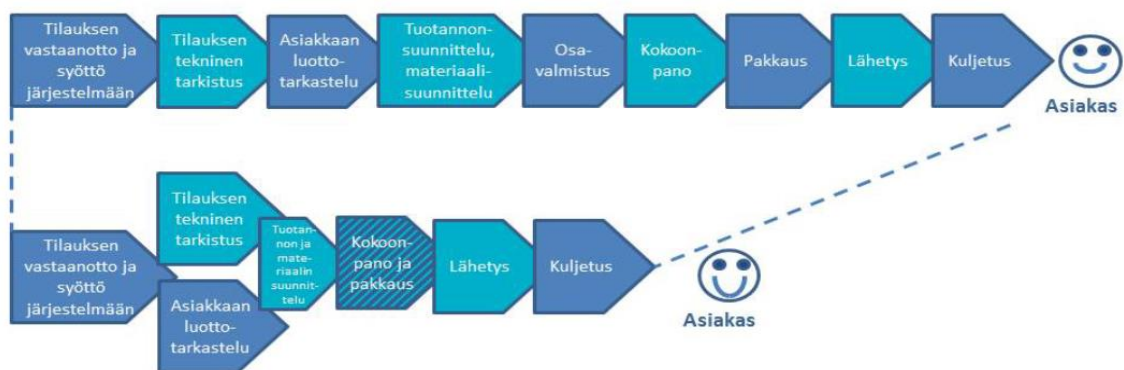 Tilauksen
vastaanotto ja
syöttö
järjestelmään
Tilauksen
tekninen
tarkistus
Asiakkaan
luotto-
tarkastelu
Tuotannon-
suunnittelu,
materiaali-
suunnittelu
Osa-
valmistus
Kokoon-
pano
Pakkaus
Lähetys
Kuljetus
Asiakas
Tilauksen
vastaanotto ja
syöttö
järjestelmään
Tilauksen
tekninen
tarkistus
Asiakkaan
luotto-
tarkastelu
Tuotan-
non ja
mate-
riaalin
suunnit-
telu
Kokoon-
pano ja
pakkaus
Lähetys
Kuljetus
Asiakas